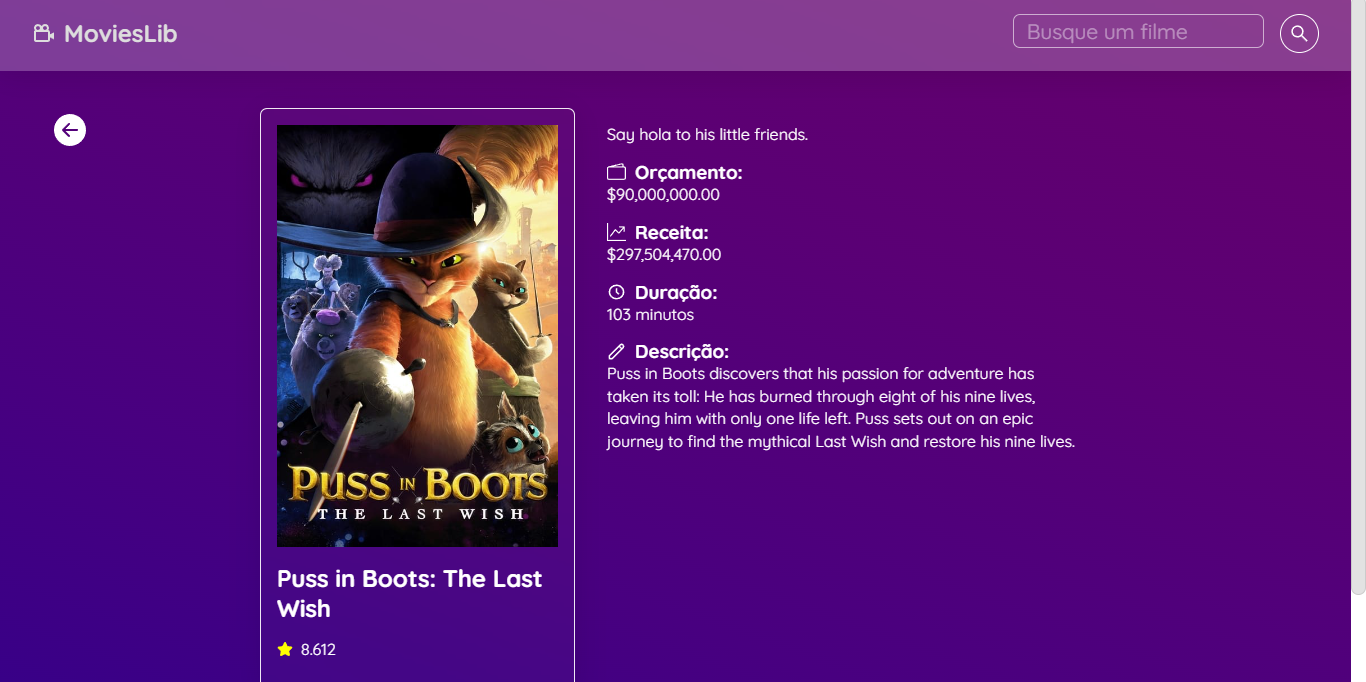 MoviesLib
Busque um filme
Say hola to his little friends.
Orçamento:
$90,000,000.00
Receita:
$297,504,470.00
Duração:
103 minutos
Descrição:
Puss in Boots discovers that his passion for adventure has
taken its toll: He has burned through eight of his nine lives,
leaving him with only one life left. Puss sets out on an epic
journey to find the mythical Last Wish and restore his nine lives.
PUSS IN BOOTS
THE LAST WISH
Puss in Boots: The Last
Wish
8.612